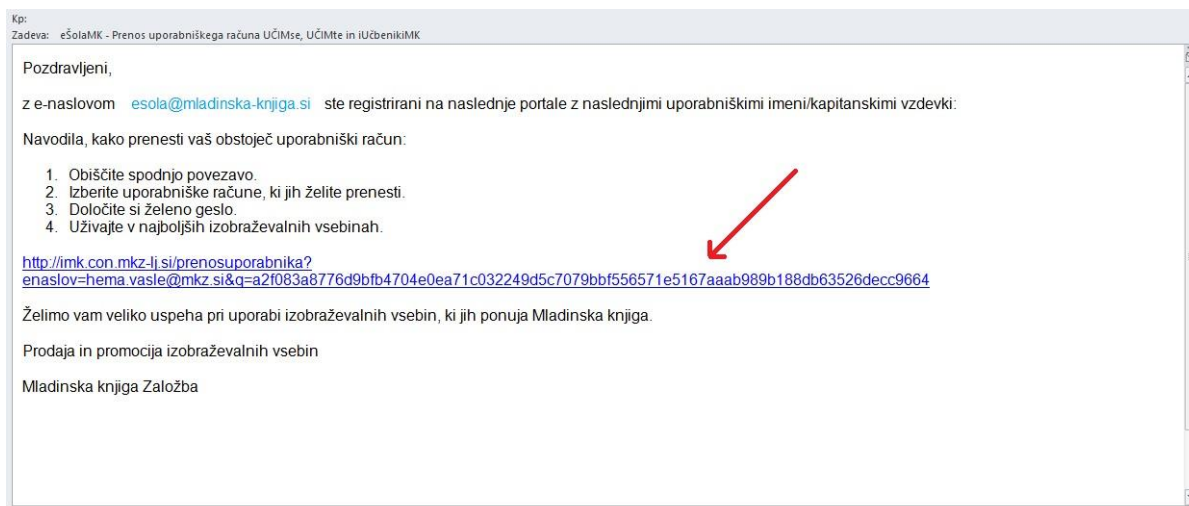 Kp:
Zadeva: eŠolaMK - Prenos uporabniškega računa UČIMse, UČIMte in iUčbenikiMK
Pozdravljeni,
z e-naslovom esola@mladinska-knjiga.si ste registrirani na naslednje portale z naslednjimi uporabniškimi imeni/kapitanskimi vzdevki:
Navodila, kako prenesti vaš obstoječ uporabniški račun:
1. Obiščite spodnjo povezavo.
2. Izberite uporabniške račune, ki jih želite prenesti.
3. Določite si želeno geslo.
4. Uživajte v najboljših izobraževalnih vsebinah.
http://imk.con.mkz-lj.si/prenosuporabnika?
enaslov=hema.vasle@mkz.si&q=a2f083a8776d9bfb4704e0ea71c032249d5c7079bbf556571e5167aaab989b188db63526decc9664
Želimo vam veliko uspeha pri uporabi izobraževalnih vsebin, ki jih ponuja Mladinska knjiga.
Prodaja in promocija izobraževalnih vsebin
Mladinska knjiga Založba